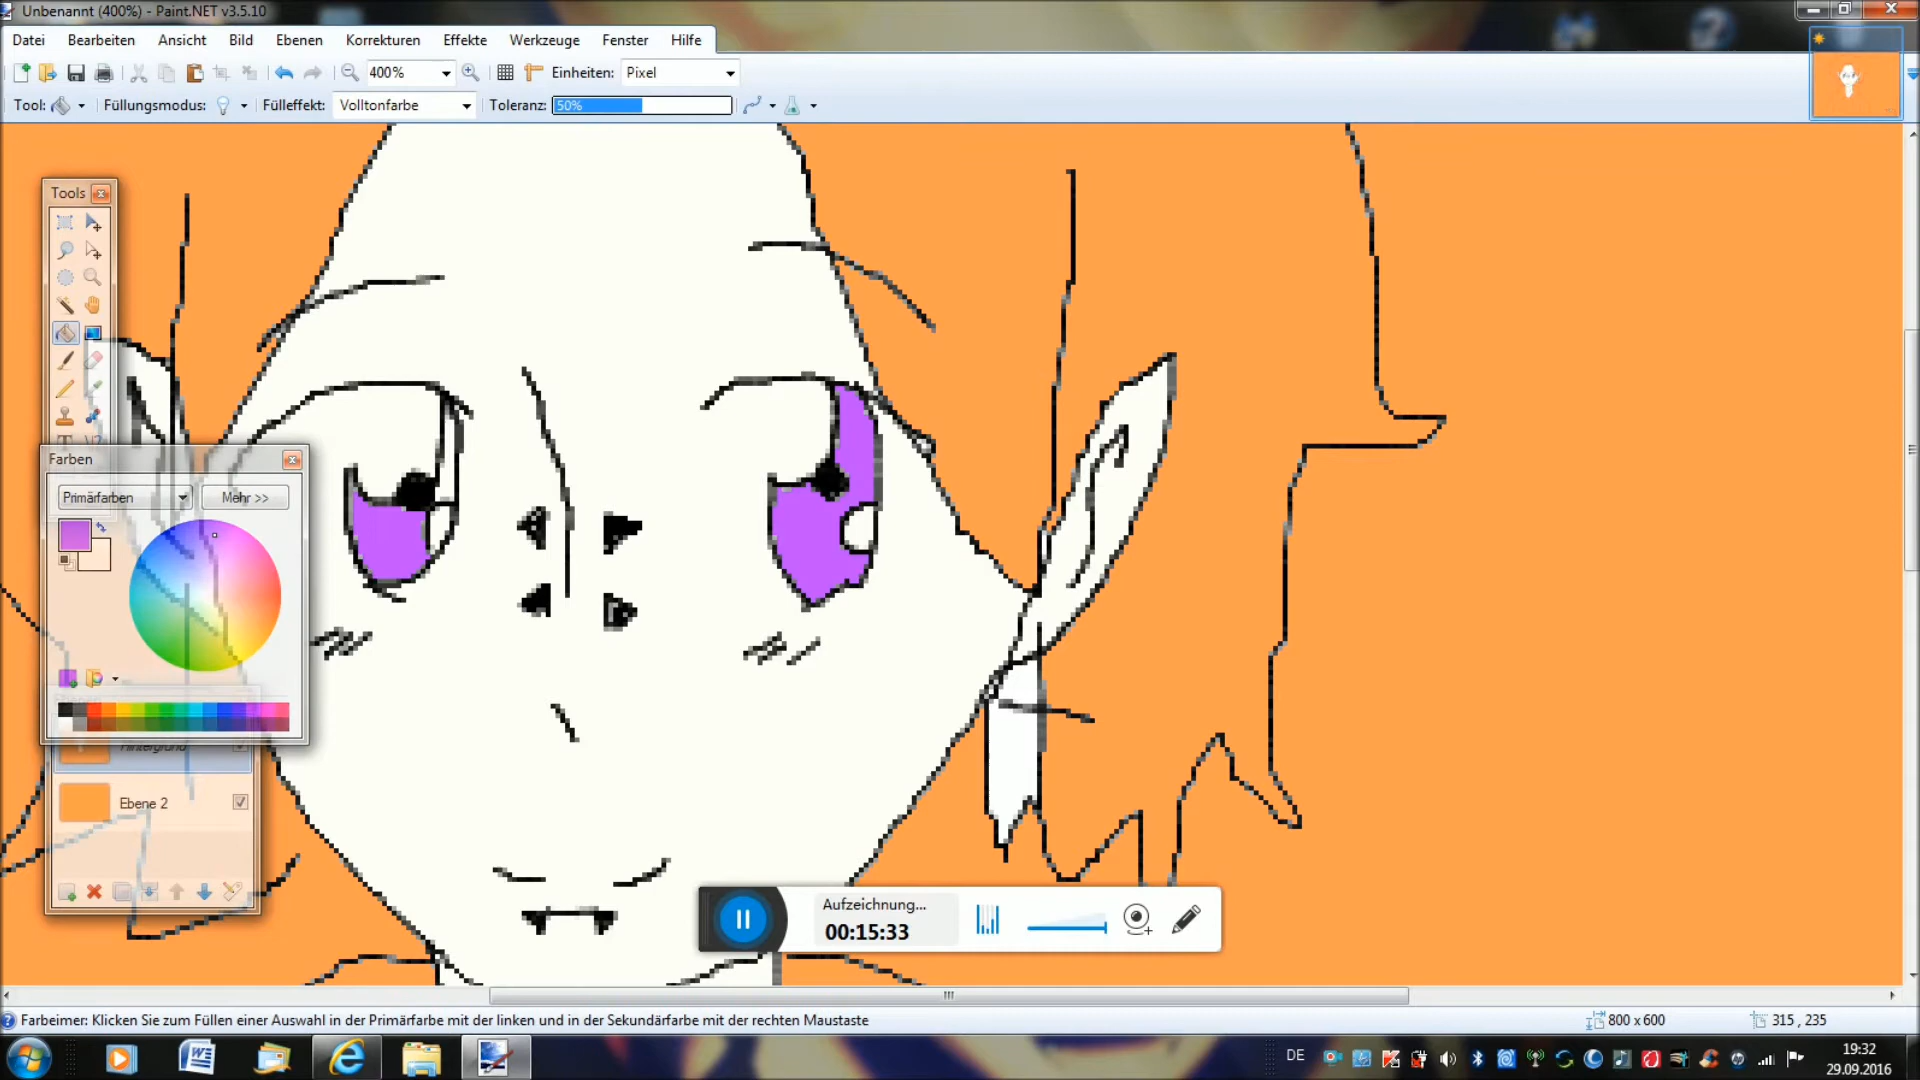 Unbenannt (400%) - Paint.NET v3.5.10
Datei Bearbeiten Ansicht Bild Ebenen Korrekturen Effekte Werkzeuge Fenster Hilfe
400% Einheiten: Pixel
Tool: Füllungsmodus: Fülleffekt: Volltonfarbe Toleranz: 50%
Tools
Farben
Primärfarben Mehr >>
Hintergrund
Ebene 2
Aufzeichnung...
00:15:33
Farbeimer: Klicken Sie zum Füllen einer Auswahl in der Primärfarbe mit der linken und in der Sekundärfarbe mit der rechten Maustaste 800 x 600 315 , 235
DE 19:32
29.09.2016